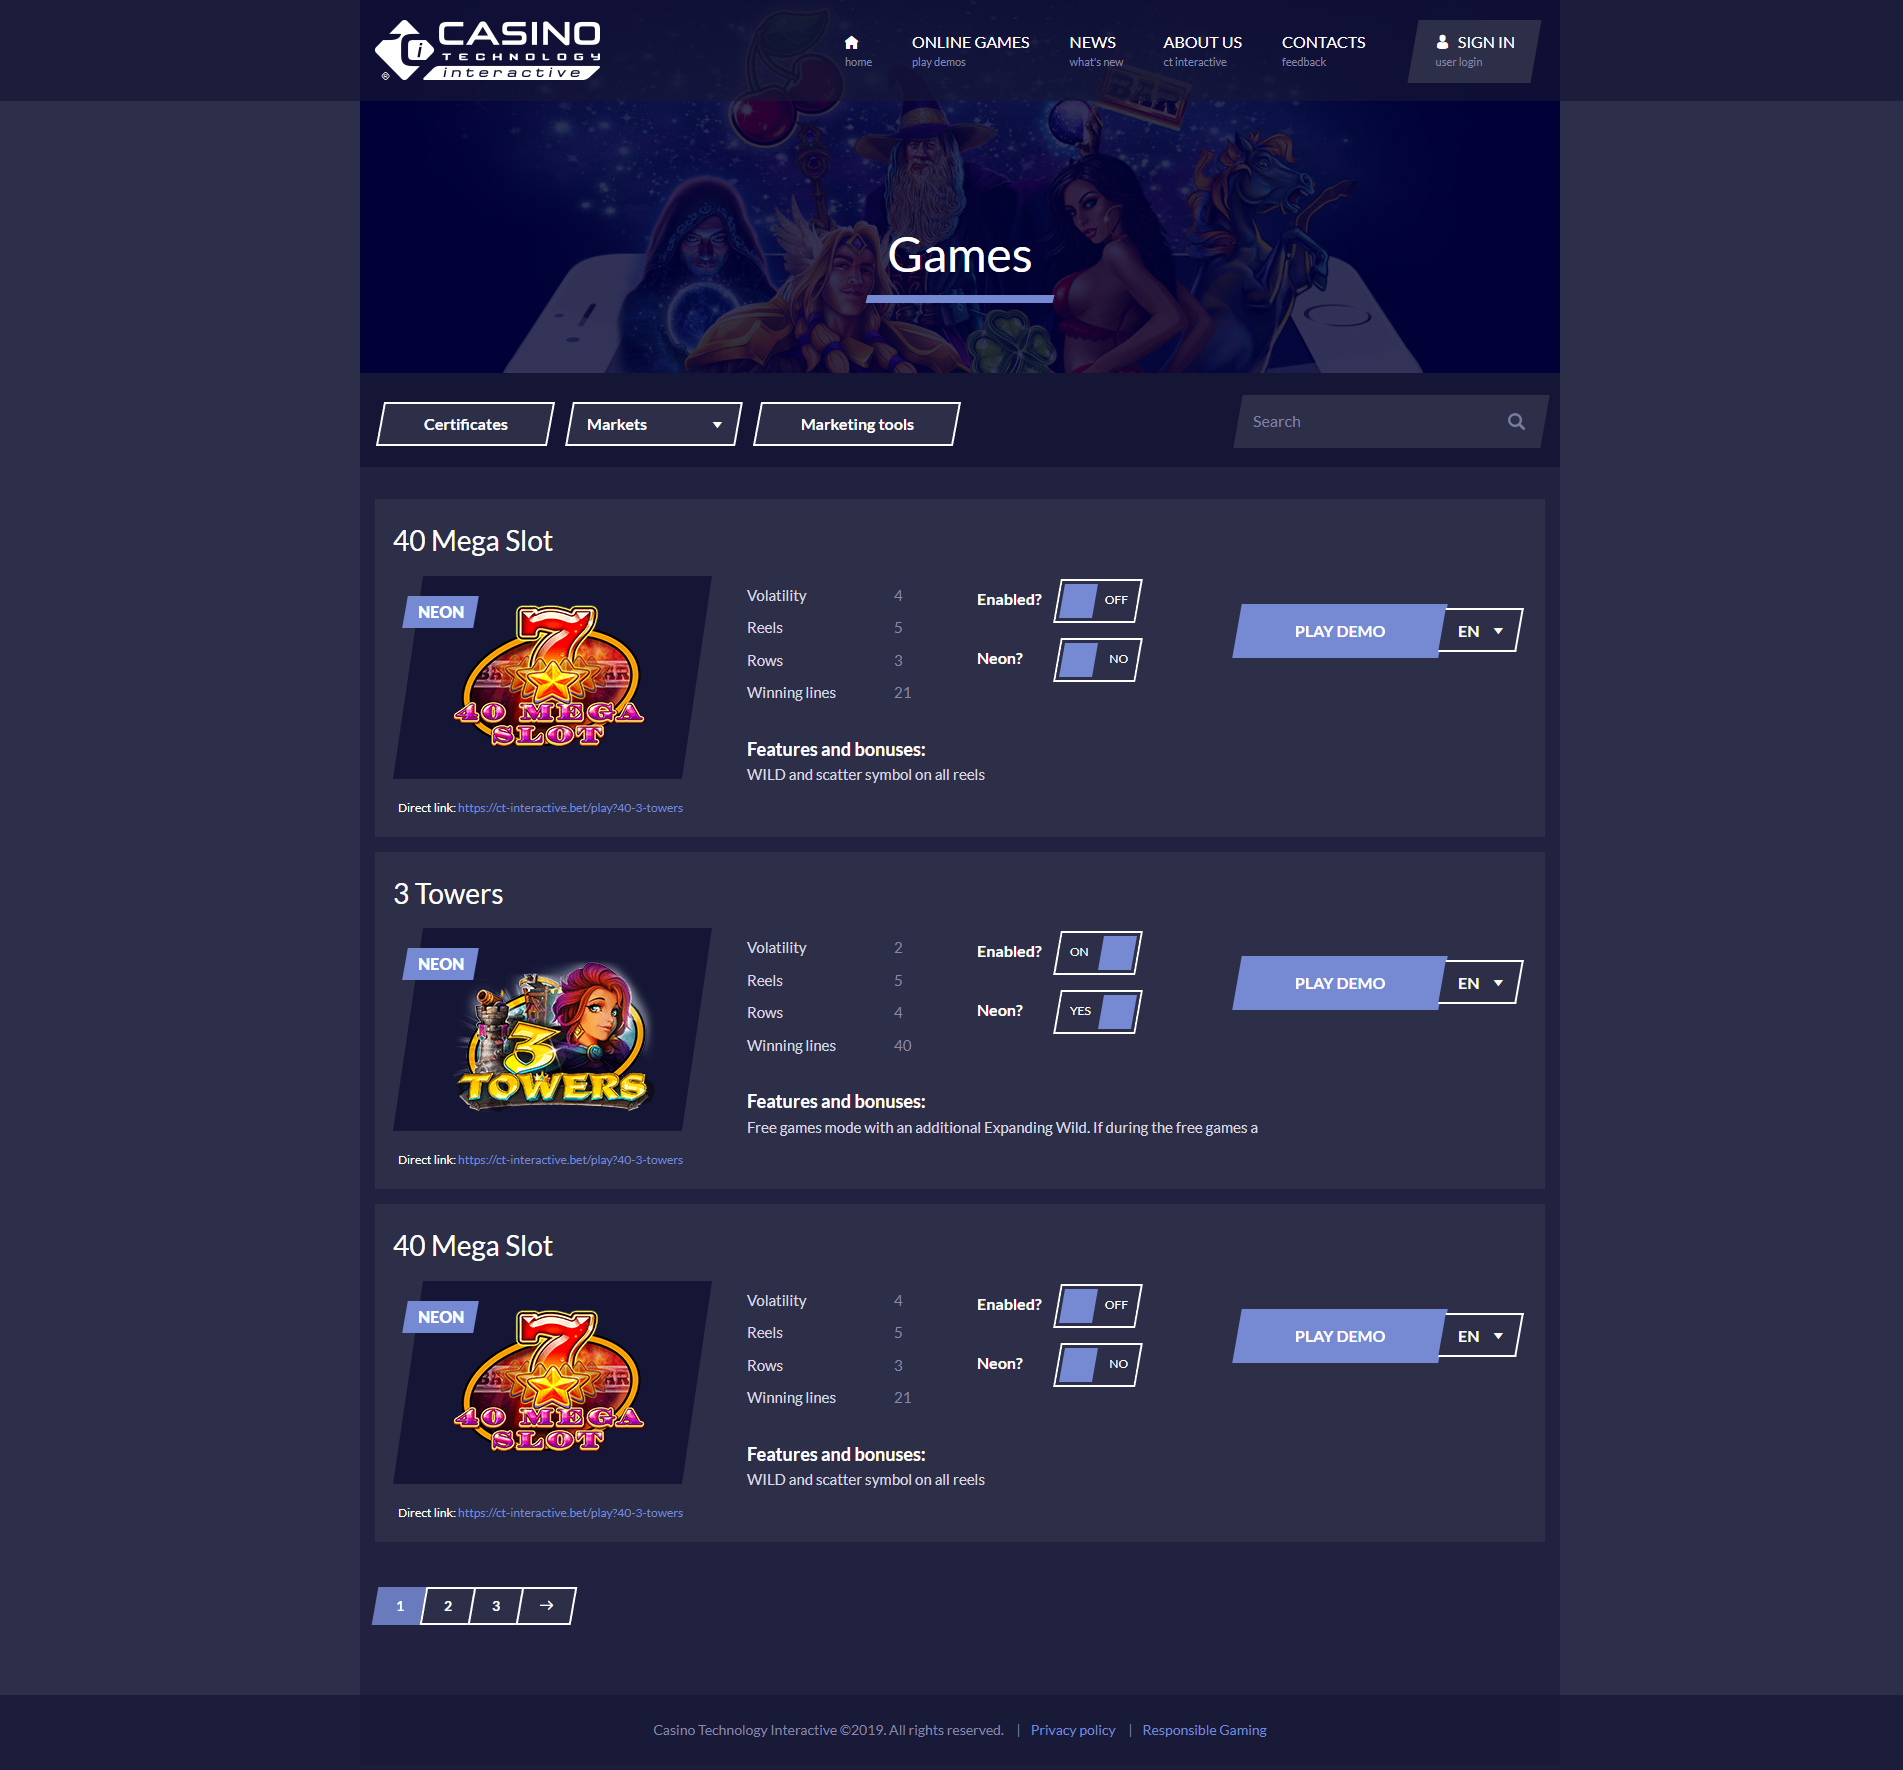 CASINO
TECHNOLOGY
interactive
®
home
ONLINE GAMES
play demos
NEWS
what's new
ABOUT US
ct interactive
CONTACTS
feedback
SIGN IN
user login
BAR
Games
Certificates
Markets
Marketing tools
Search
40 Mega Slot
NEON
7
40 MEGA
SLOT
Direct link: https://ct-interactive.bet/play?40-3-towers
Volatility 4
Reels 5
Rows 3
Winning lines 21
Enabled? OFF
Neon? NO
Features and bonuses:
WILD and scatter symbol on all reels
PLAY DEMO
EN
3 Towers
NEON
3
TOWERS
Direct link: https://ct-interactive.bet/play?40-3-towers
Volatility 2
Reels 5
Rows 4
Winning lines 40
Enabled? ON
Neon? YES
Features and bonuses:
Free games mode with an additional Expanding Wild. If during the free games a
PLAY DEMO
EN
40 Mega Slot
NEON
7
40 MEGA
SLOT
Direct link: https://ct-interactive.bet/play?40-3-towers
Volatility 4
Reels 5
Rows 3
Winning lines 21
Enabled? OFF
Neon? NO
Features and bonuses:
WILD and scatter symbol on all reels
PLAY DEMO
EN
1 2 3 →
Casino Technology Interactive ©2019. All rights reserved. | Privacy policy | Responsible Gaming